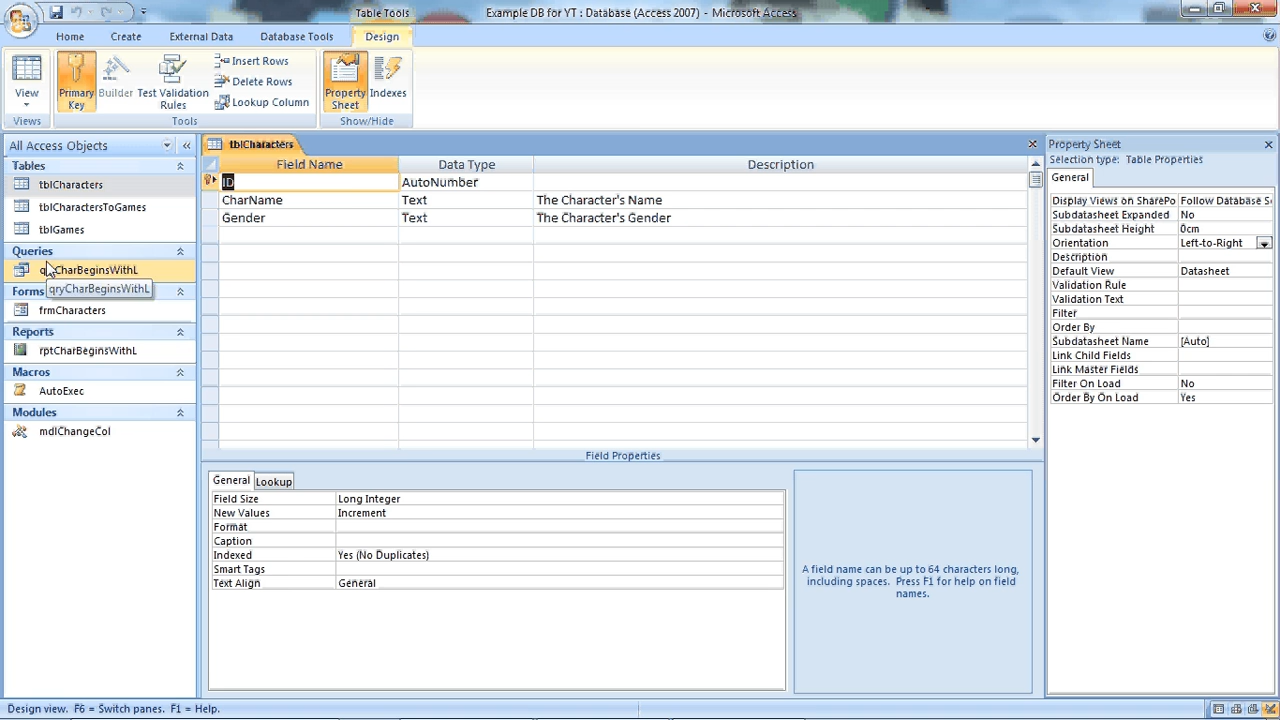 Table Tools
Example DB for YT : Database (Access 2007) - Microsoft Access
Home
Create
External Data
Database Tools
Design
View
Primary Key
Builder
Test Validation Rules
Insert Rows
Delete Rows
Lookup Column
Property Sheet
Indexes
Views
Tools
Show/Hide
All Access Objects
Tables
tblCharacters
tblCharactersToGames
tblGames
Queries
qryCharBeginsWithL
qryCharBeginsWithL
Forms
frmCharacters
Reports
rptCharBeginsWithL
Macros
AutoExec
Modules
mdlChangeCol
tblCharacters
Field Name Data Type Description
ID AutoNumber
CharName Text The Character's Name
Gender Text The Character's Gender
Field Properties
General Lookup
Field Size Long Integer
New Values Increment
Format
Caption
Indexed Yes (No Duplicates)
Smart Tags
Text Align General
A field name can be up to 64 characters long,
including spaces. Press F1 for help on field
names.
Property Sheet
Selection type: Table Properties
General
Display Views on SharePo Follow Database Se
Subdatasheet Expanded No
Subdatasheet Height 0cm
Orientation Left-to-Right
Description
Default View Datasheet
Validation Rule
Validation Text
Filter
Order By
Subdatasheet Name [Auto]
Link Child Fields
Link Master Fields
Filter On Load No
Order By On Load Yes
Design view. F6 = Switch panes. F1 = Help.